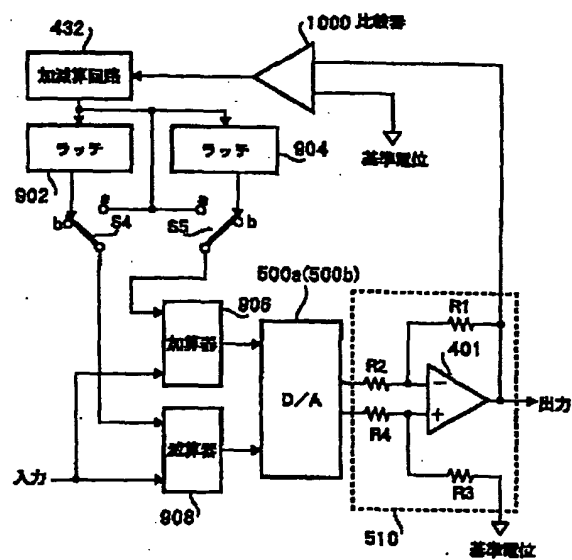 432
1000 比較器
加減算回路
ラッチ
ラッチ
904
基準電位
902
a
a
b
S4
S5
b
906
500a(500b)
加算器
R1
R2
401
D/A
R4
出力
減算器
入力
R3
908
510
基準電位
−
+